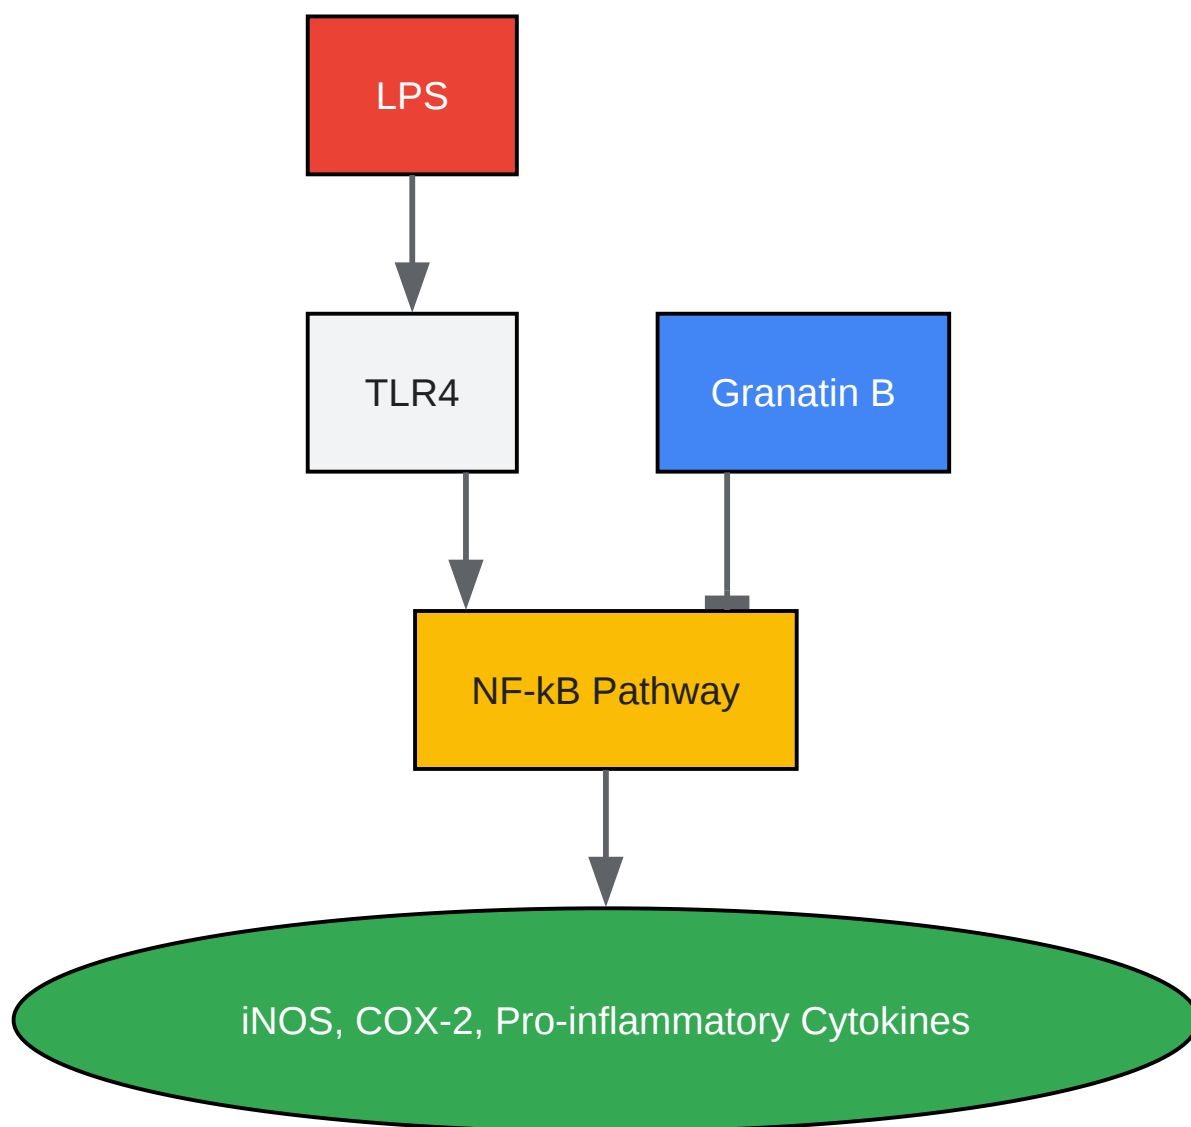 LPS
TLR4
Granatin B
NF-kB Pathway
iNOS, COX-2, Pro-inflammatory Cytokines